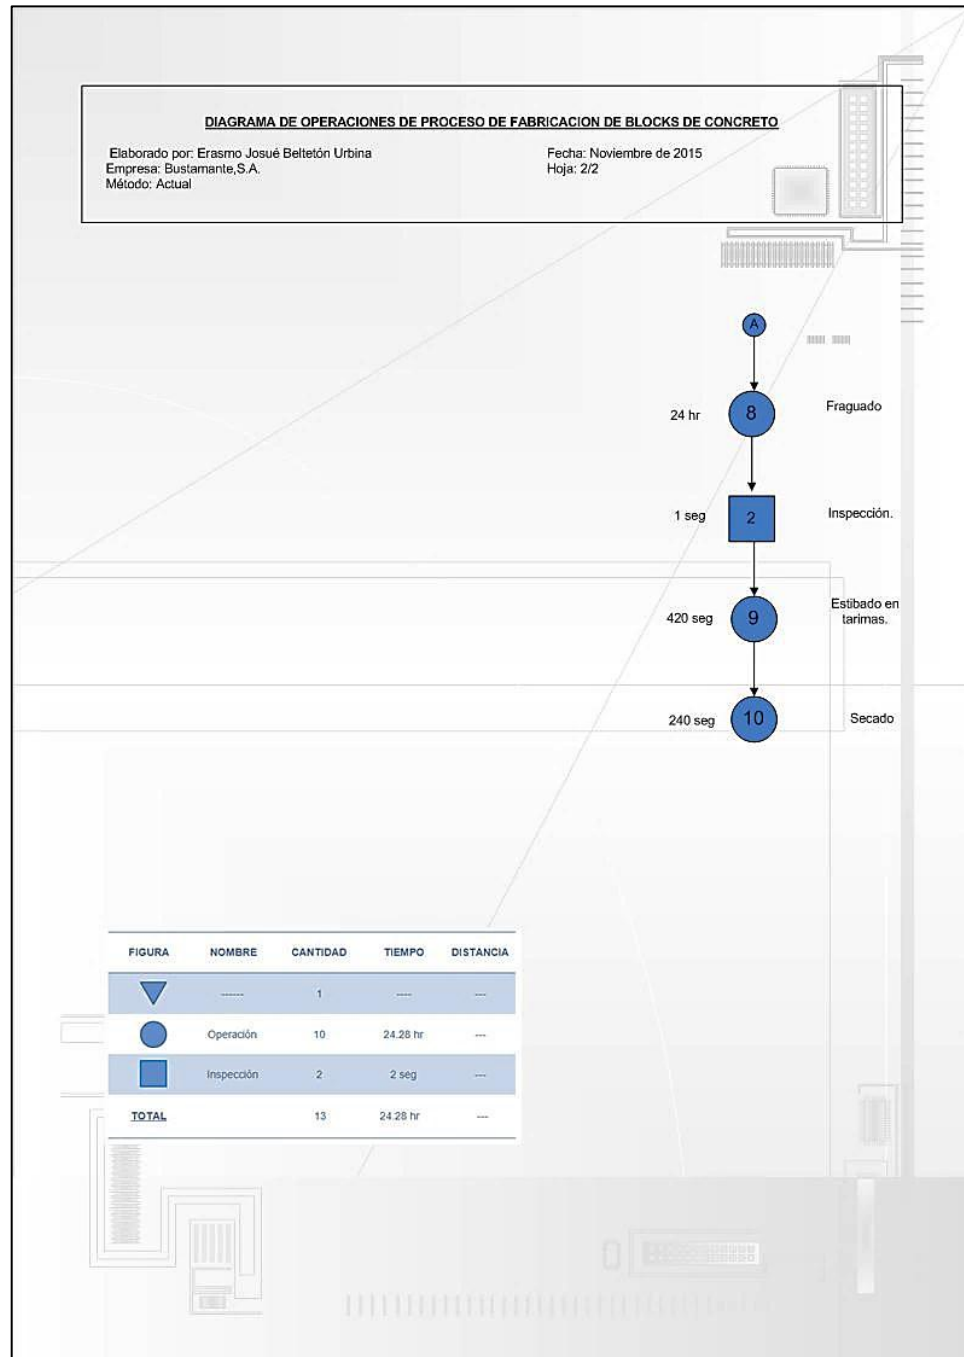 DIAGRAMA DE OPERACIONES DE PROCESO DE FABRICACION DE BLOCKS DE CONCRETO
Elaborado por: Erasmo Josué Beltetón Urbina
Fecha: Noviembre de 2015
Empresa: Bustamante,S.A.
Hoja: 2/2
Método: Actual
A
24 hr 8 Fraguado
1 seg 2 Inspección.
420 seg 9 Estibado en
tarimas.
240 seg 10 Secado
FIGURA NOMBRE CANTIDAD TIEMPO DISTANCIA
------ 1 ---- ---
Operación 10 24.28 hr ---
Inspección 2 2 seg ---
TOTAL 13 24.28 hr ---